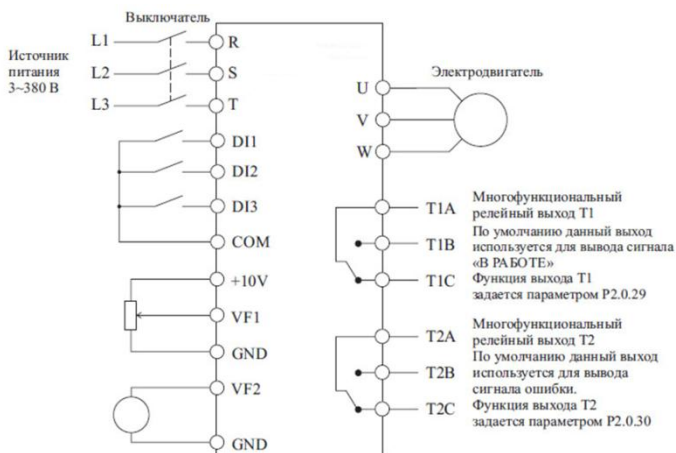 Выключатель
Источник
питания
3~380 В
L1
L2
L3
R
S
T
DI1
DI2
DI3
COM
+10V
VF1
GND
VF2
GND
Электродвигатель
U
V
W
T1A
T1B
T1C
Многофункциональный
релейный выход T1
По умолчанию данный выход
используется для вывода сигнала
«В РАБОТЕ»
Функция выхода T1
задается параметром P2.0.29
T2A
T2B
T2C
Многофункциональный
релейный выход T2
По умолчанию данный выход
используется для вывода
сигнала ошибки.
Функция выхода T2
задается параметром P2.0.30